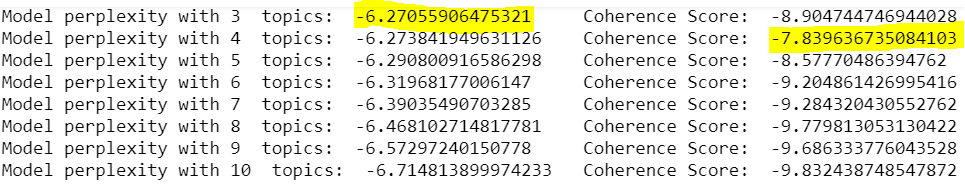 Model perplexity with 3 topics: -6.27055906475321 Coherence Score: -8.904744746944028
Model perplexity with 4 topics: -6.273841949631126 Coherence Score: -7.839636735084103
Model perplexity with 5 topics: -6.290800916586298 Coherence Score: -8.57770486394762
Model perplexity with 6 topics: -6.31968177006147 Coherence Score: -9.204861426995416
Model perplexity with 7 topics: -6.39035490703285 Coherence Score: -9.284320430552762
Model perplexity with 8 topics: -6.468102714817781 Coherence Score: -9.779813053130422
Model perplexity with 9 topics: -6.57297240150778 Coherence Score: -9.686333776043528
Model perplexity with 10 topics: -6.714813899974233 Coherence Score: -9.832438748547872